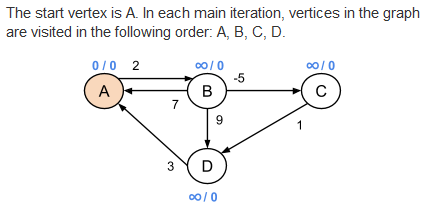 The start vertex is A. In each main iteration, vertices in the graph
are visited in the following order: A, B, C, D.
0 / 0 2 ∞ / 0 ∞ / 0
-5
A B C
7
9 1
3 D
∞ / 0